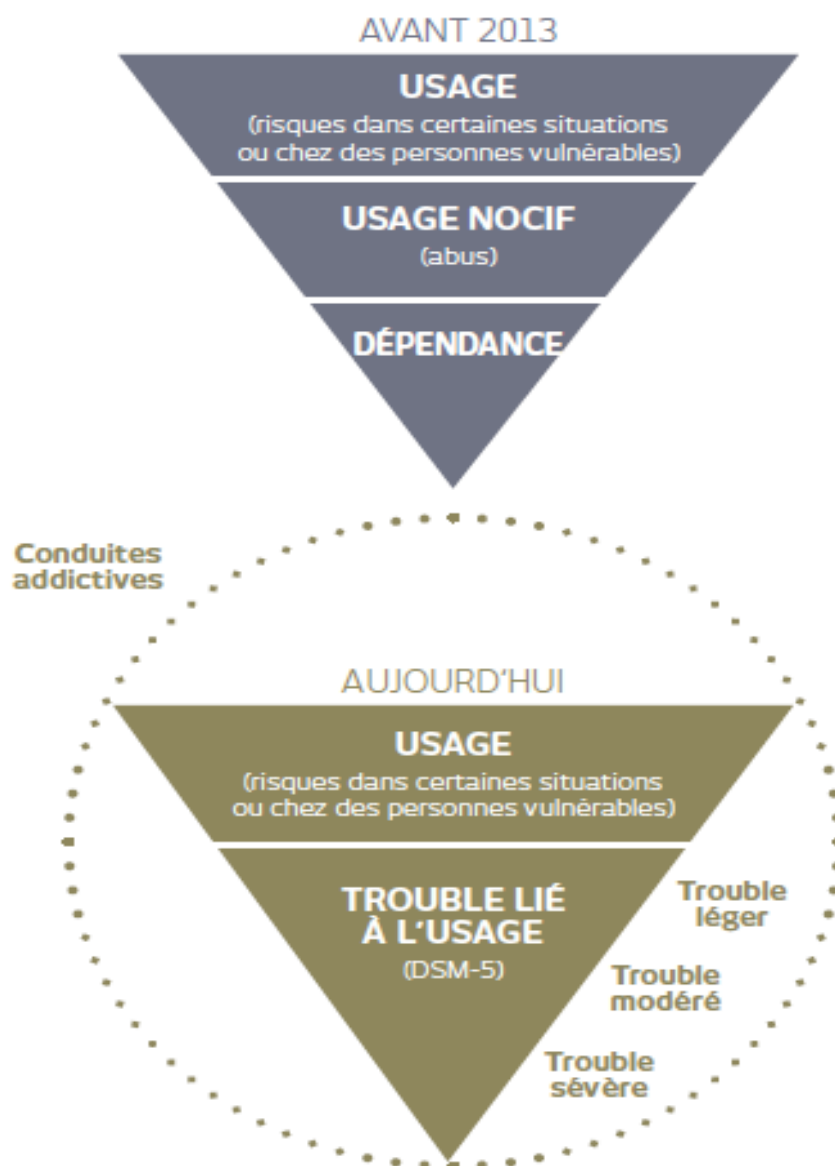 AVANT 2013
USAGE
(risques dans certaines situations
ou chez des personnes vulnérables)
USAGE NOCIF
(abus)
DÉPENDANCE
Conduites
addictives
AUJOURD'HUI
USAGE
(risques dans certaines situations
ou chez des personnes vulnérables)
TROUBLE LIÉ
À L'USAGE
(DSM-5)
Trouble
léger
Trouble
modéré
Trouble
sévère